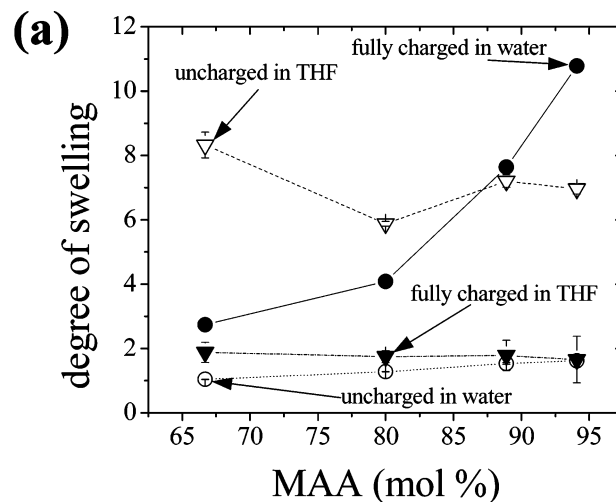 (a)
12
10
8
6
4
2
0
degree of swelling
fully charged in water
uncharged in THF
fully charged in THF
uncharged in water
65 70 75 80 85 90 95
MAA (mol %)